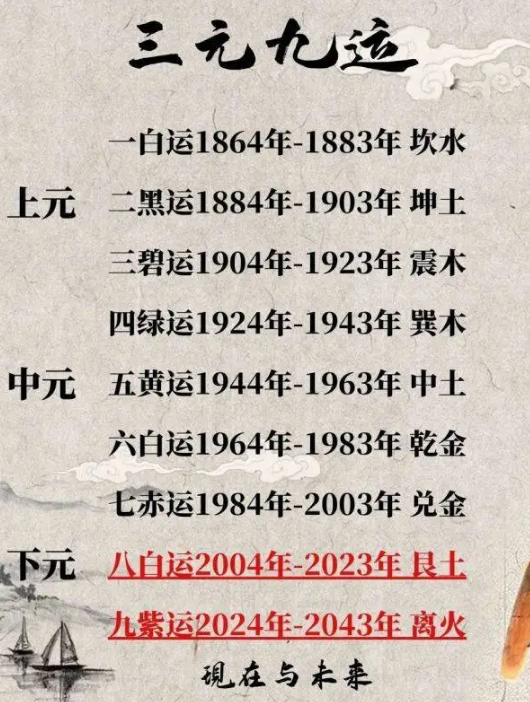 三元九运
一白运1864年-1883年 坎水
上元 二黑运1884年-1903年 坤土
三碧运1904年-1923年 震木
四绿运1924年-1943年 巽木
中元 五黄运1944年-1963年 中土
六白运1964年-1983年 乾金
七赤运1984年-2003年 兑金
下元 八白运2004年-2023年 艮土
九紫运2024年-2043年 离火
现在与未来